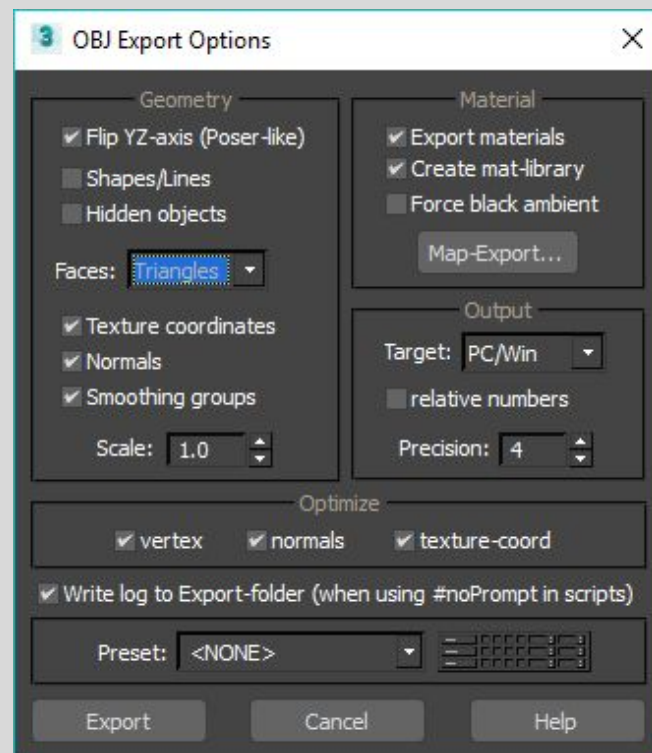 3 OBJ Export Options
Geometry
Flip YZ-axis (Poser-like)
Shapes/Lines
Hidden objects
Faces: Triangles
Texture coordinates
Normals
Smoothing groups
Scale: 1.0
Material
Export materials
Create mat-library
Force black ambient
Map-Export...
Output
Target: PC/Win
relative numbers
Precision: 4
Optimize
vertex normals texture-coord
Write log to Export-folder (when using #noPrompt in scripts)
Preset: <NONE>
Export Cancel Help